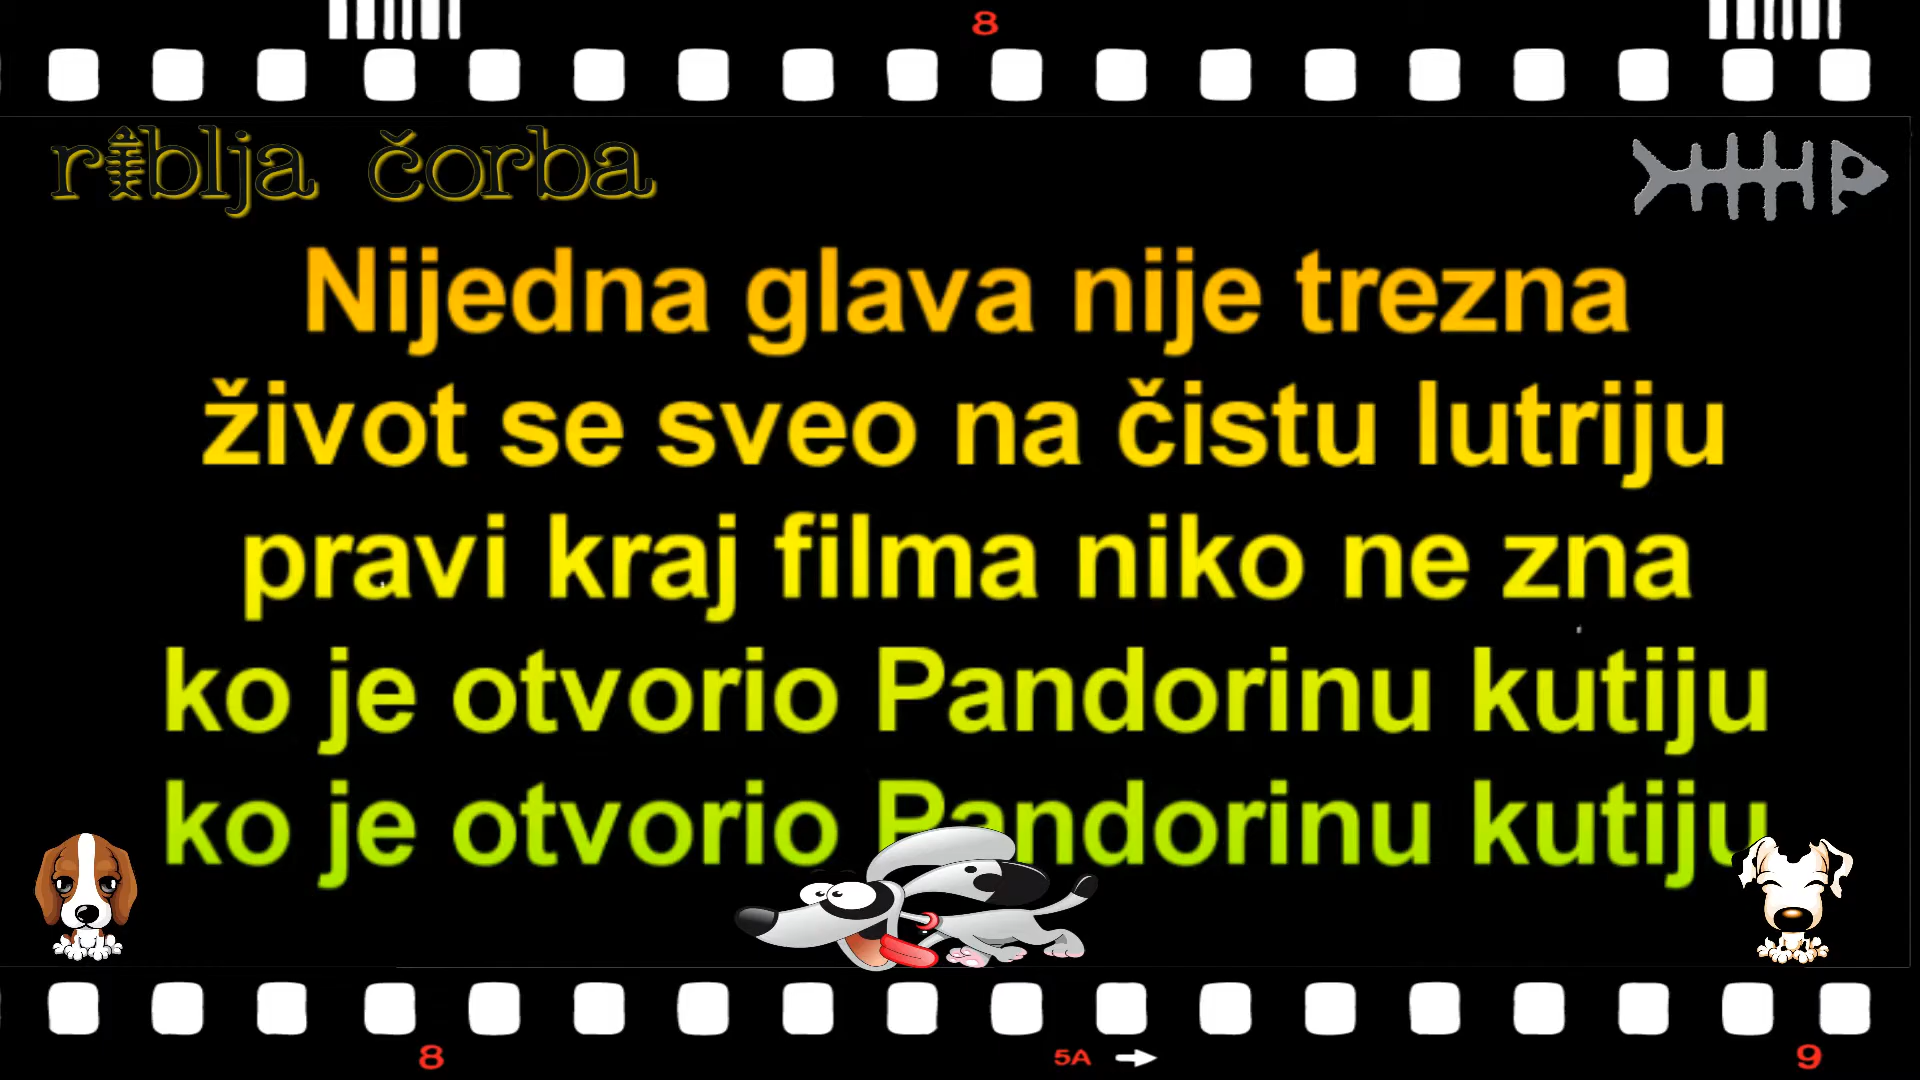 8
riblja čorba
Nijedna glava nije trezna
život se sveo na čistu lutriju
pravi kraj filma niko ne zna
ko je otvorio Pandorinu kutiju
ko je otvorio Pandorinu kutiju
8 5A 9